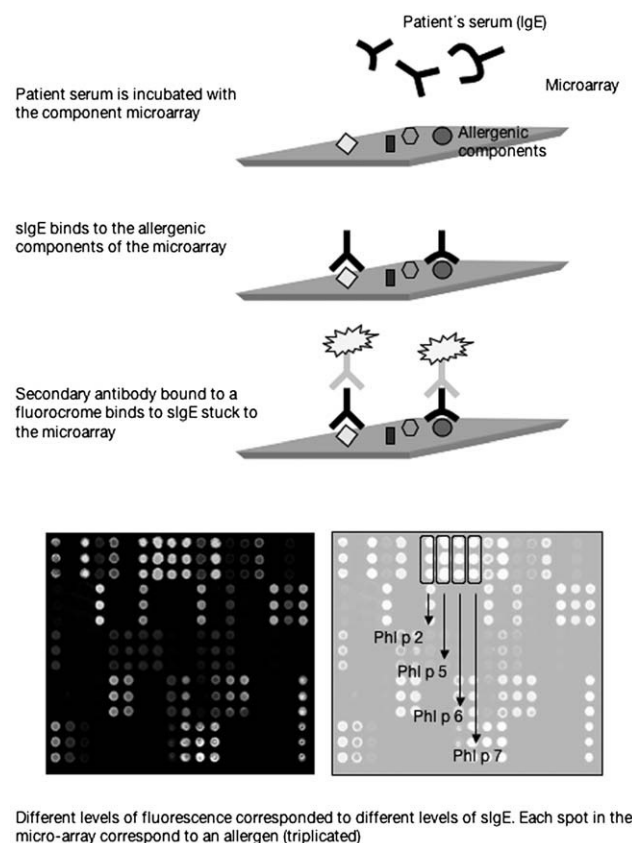 Patient´s serum (IgE)
Microarray
Patient serum is incubated with
the component microarray
Allergenic
components
sIgE binds to the allergenic
components of the microarray
Secondary antibody bound to a
fluorocrome binds to sIgE stuck to
the microarray
Phl p 2
Phl p 5
Phl p 6
Phl p 7
Different levels of fluorescence corresponded to different levels of sIgE. Each spot in the
micro-array correspond to an allergen (triplicated)